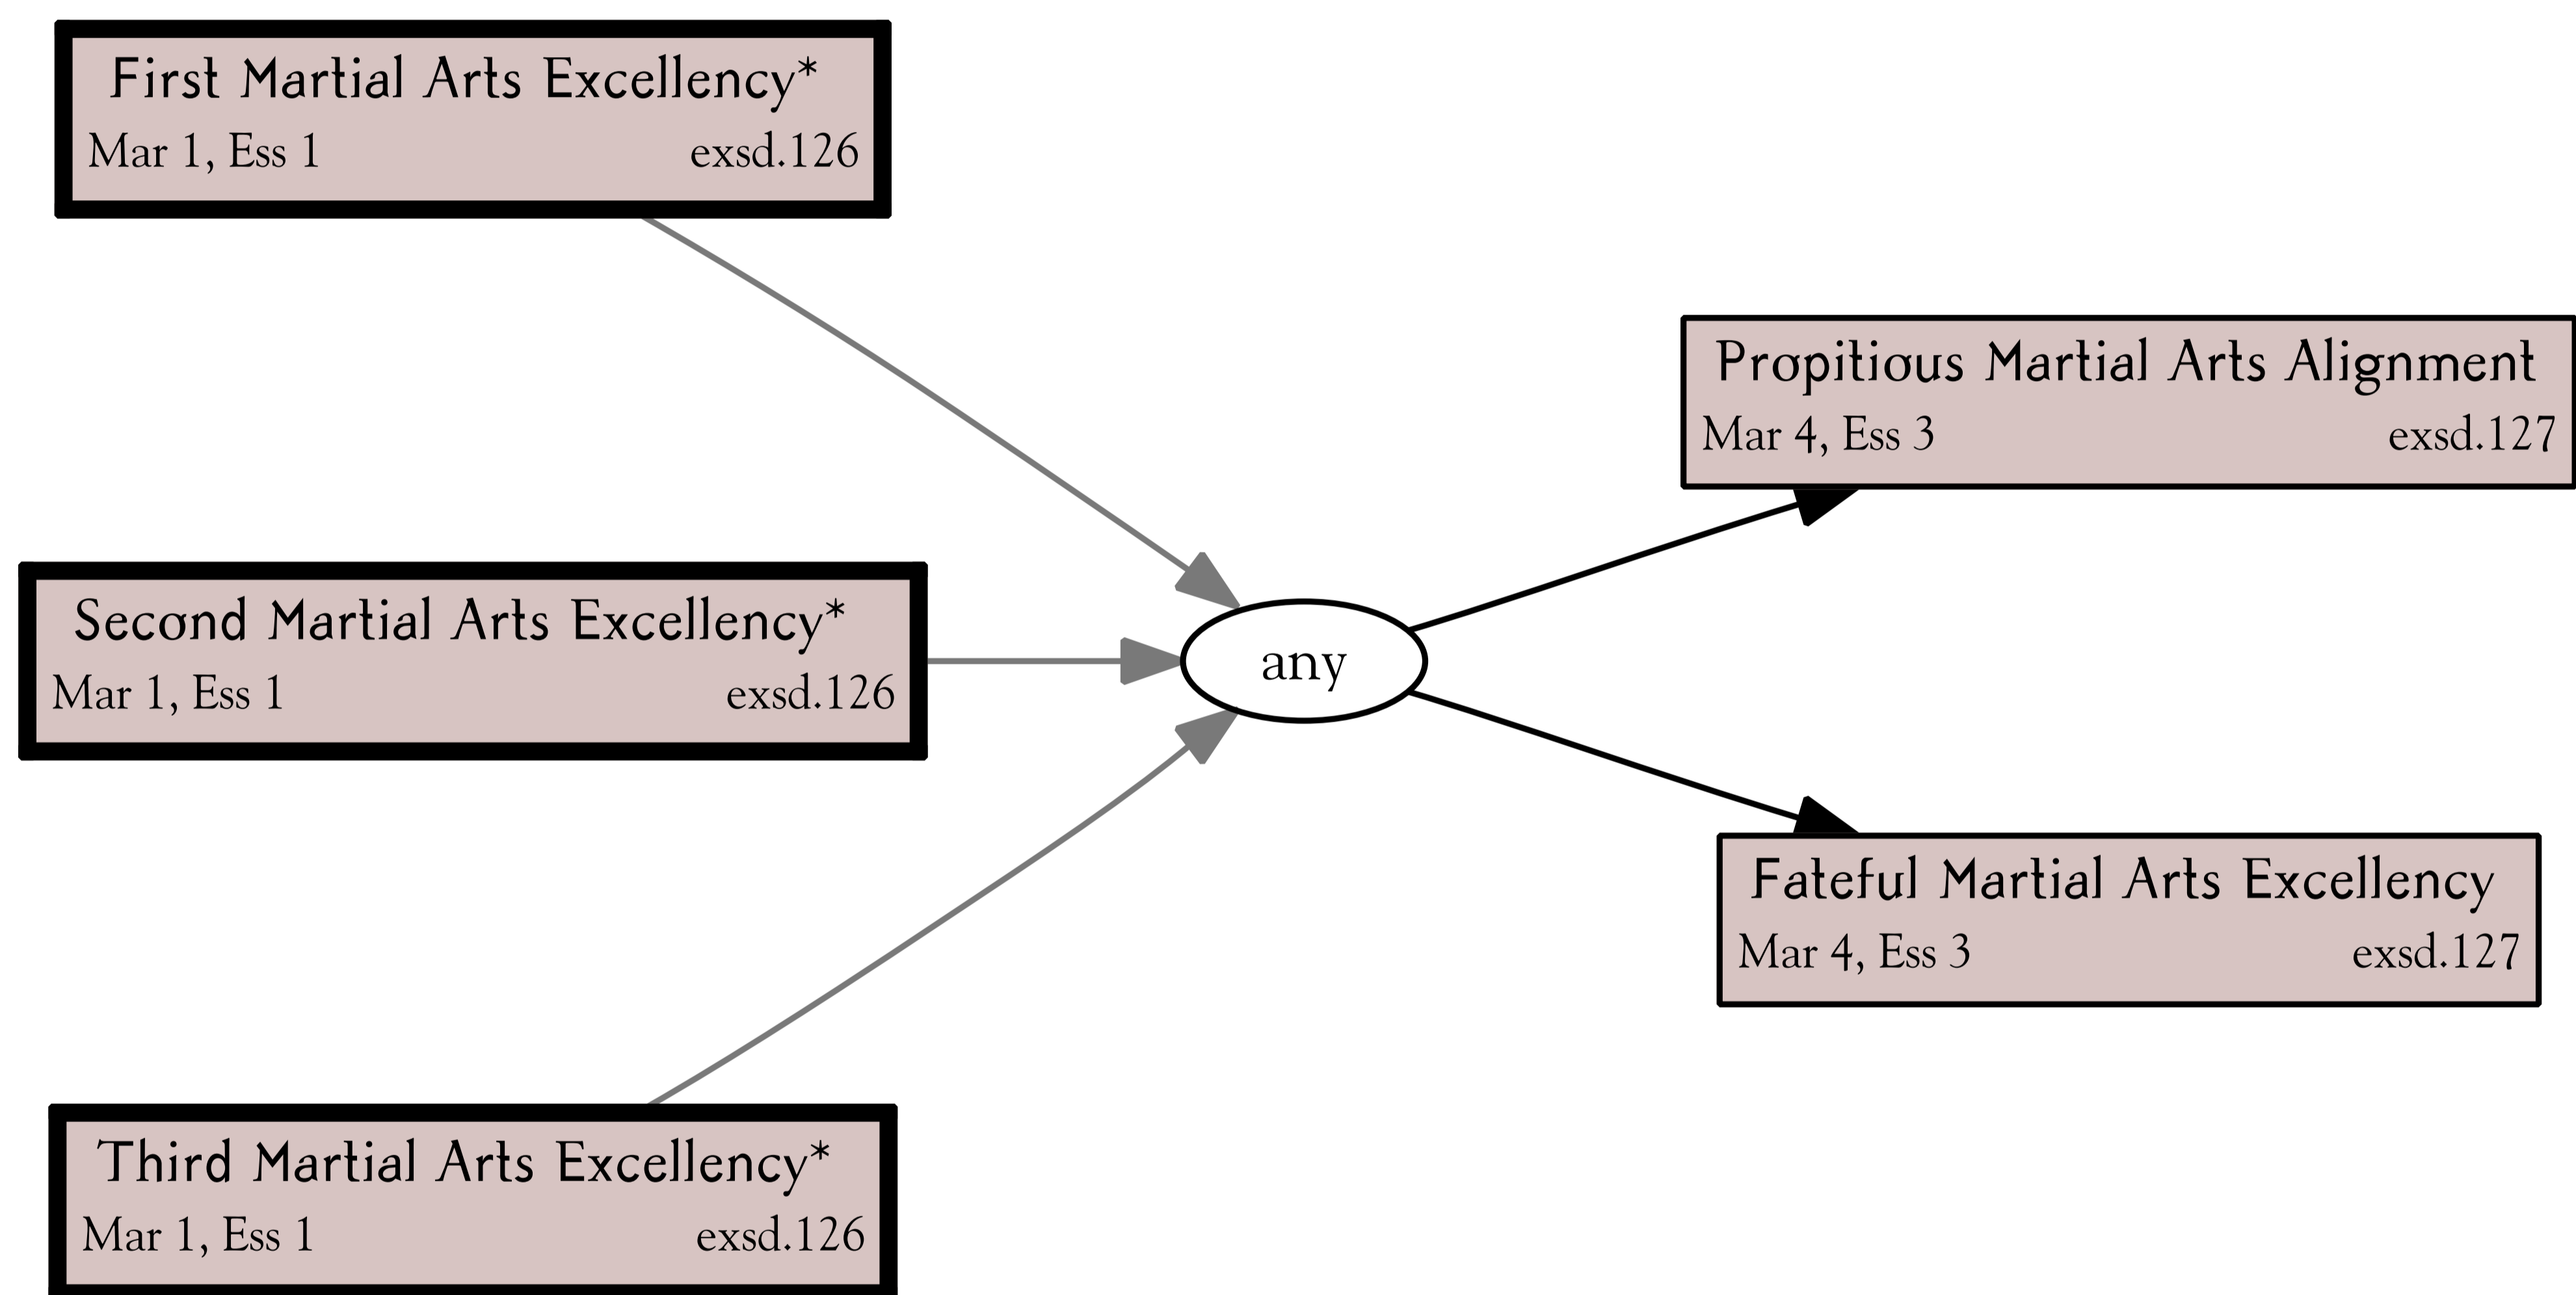 First Martial Arts Excellency*
Mar 1, Ess 1 exsd.126
Second Martial Arts Excellency*
Mar 1, Ess 1 exsd.126
Third Martial Arts Excellency*
Mar 1, Ess 1 exsd.126
any
Propitious Martial Arts Alignment
Mar 4, Ess 3 exsd.127
Fateful Martial Arts Excellency
Mar 4, Ess 3 exsd.127